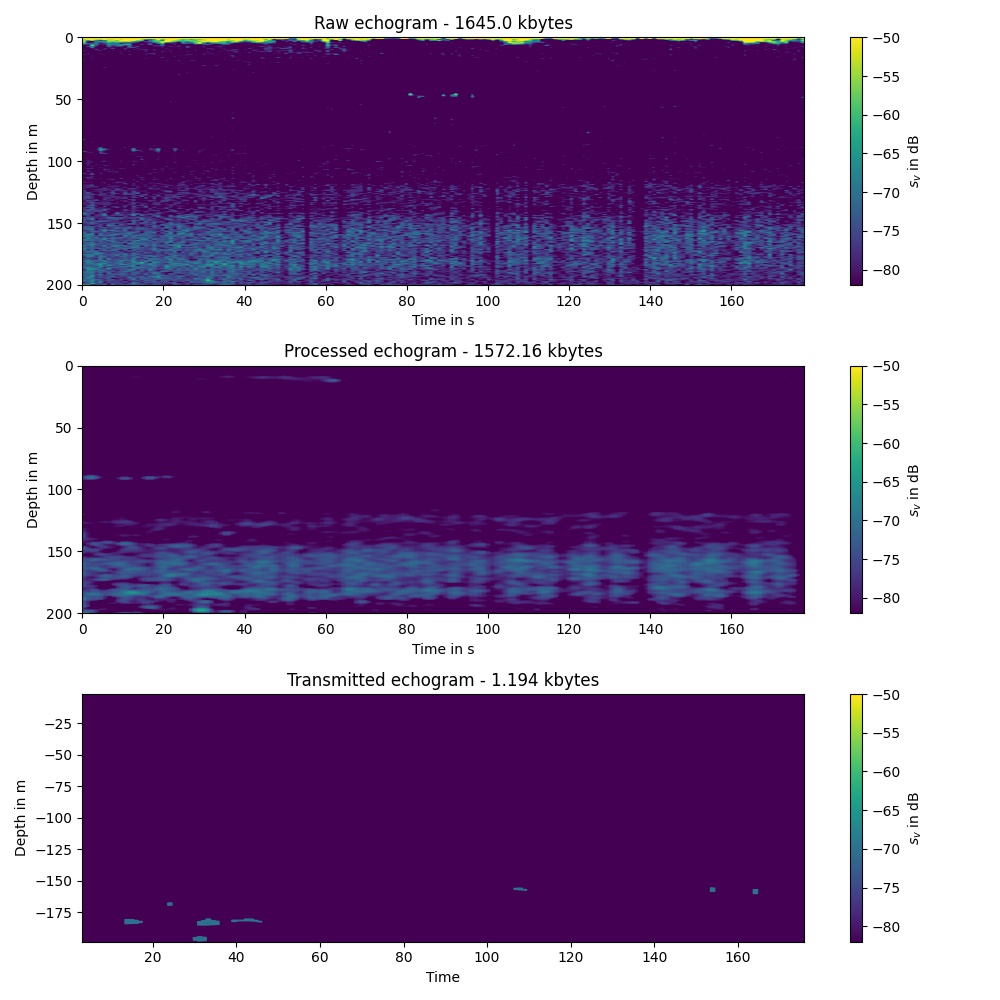 Raw echogram - 1645.0 kbytes
0
50
100
150
200
Depth in m
0 20 40 60 80 100 120 140 160
Time in s
−50
−55
−60
−65
−70
−75
−80
s_v in dB
Processed echogram - 1572.16 kbytes
0
50
100
150
200
Depth in m
0 20 40 60 80 100 120 140 160
Time in s
−50
−55
−60
−65
−70
−75
−80
s_v in dB
Transmitted echogram - 1.194 kbytes
−25
−50
−75
−100
−125
−150
−175
Depth in m
20 40 60 80 100 120 140 160
Time
−50
−55
−60
−65
−70
−75
−80
s_v in dB